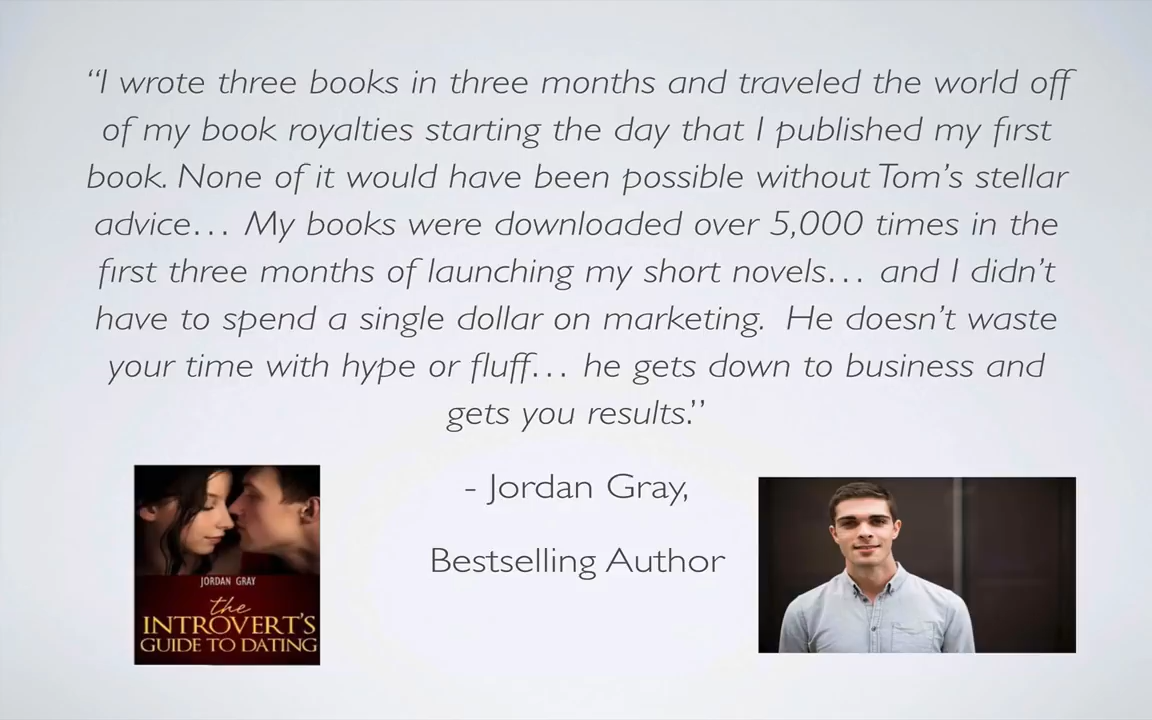 “I wrote three books in three months and traveled the world off
of my book royalties starting the day that I published my first
book. None of it would have been possible without Tom’s stellar
advice… My books were downloaded over 5,000 times in the
first three months of launching my short novels… and I didn’t
have to spend a single dollar on marketing.  He doesn’t waste
your time with hype or fluff… he gets down to business and
gets you results.”
- Jordan Gray,
Bestselling Author
JORDAN GRAY
the
INTROVERT'S
GUIDE TO DATING